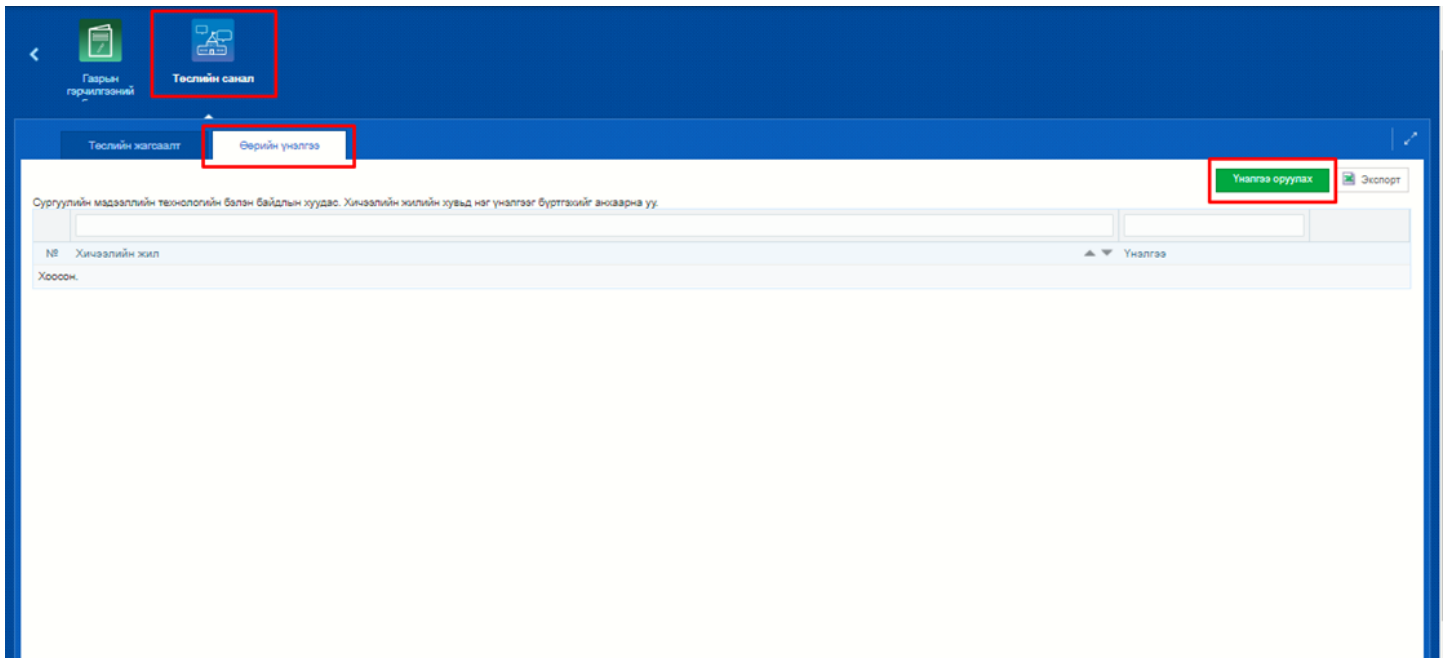 Газрын
гэрчилгээний
Төслийн санал
Төслийн жагсаалт
Өөрийн үнэлгээ
Үнэлгээ оруулах
Экспорт
Сургуулийн мэдээллийн технологийн бэлэн байдлын хуудас. Хичээлийн жилийн хувьд нэг үнэлгээг бүртгэхийг анхаарна уу.
№ Хичээлийн жил Үнэлгээ
Хоосон.